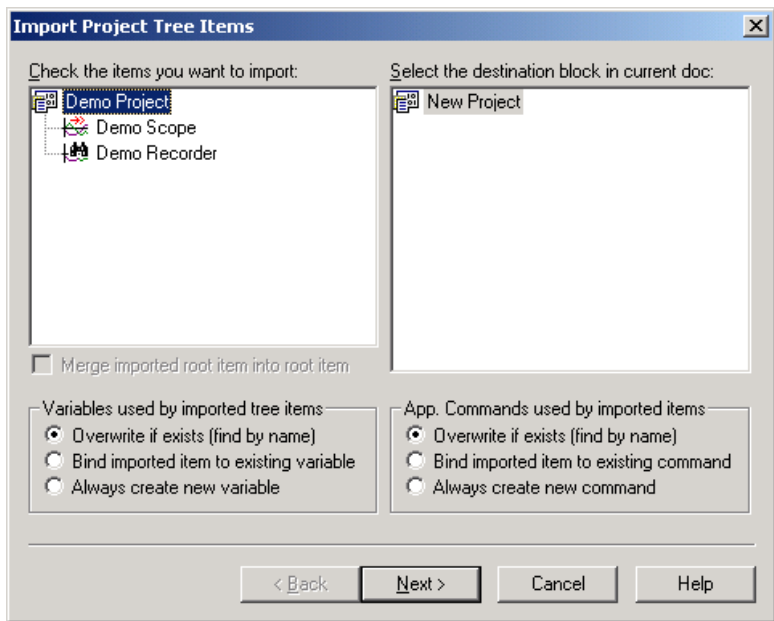 Import Project Tree Items
Check the items you want to import:
Demo Project
Demo Scope
Demo Recorder
Merge imported root item into root item
Select the destination block in current doc:
New Project
Variables used by imported tree items
Overwrite if exists (find by name)
Bind imported item to existing variable
Always create new variable
App. Commands used by imported items
Overwrite if exists (find by name)
Bind imported item to existing command
Always create new command
< Back
Next >
Cancel
Help